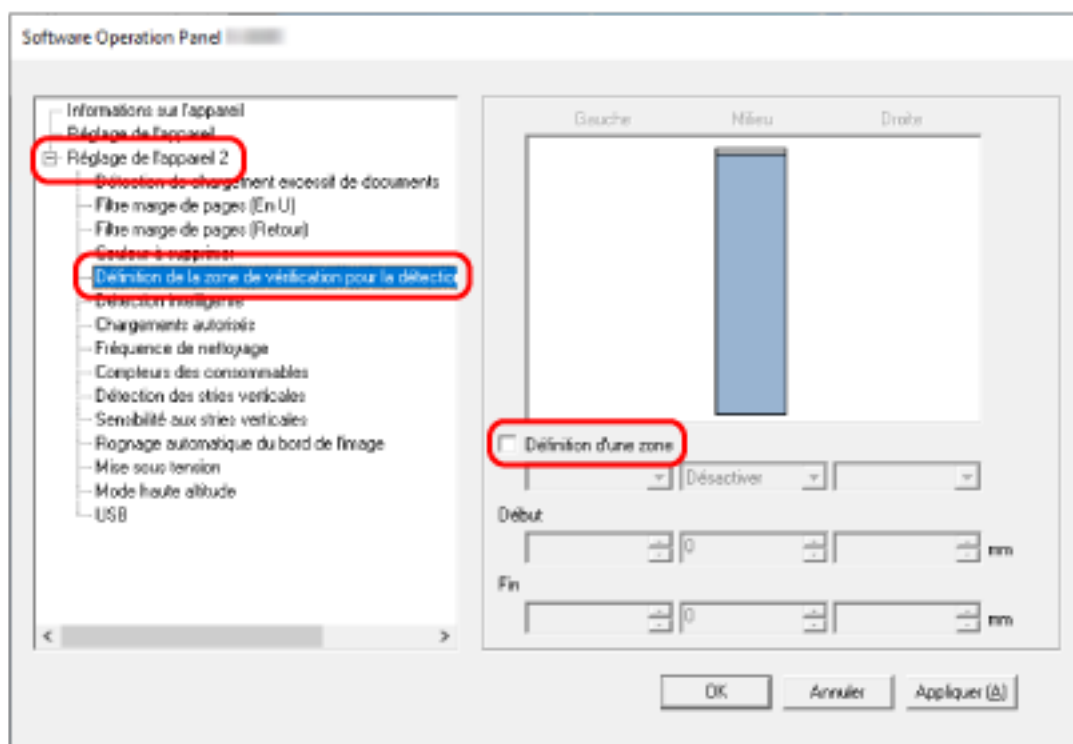 Software Operation Panel
Informations sur l'appareil
Réglage de l'appareil
Réglage de l'appareil 2
Détection de chargement excessif de documents
Filtre marge de pages (En U)
Filtre marge de pages (Retour)
Couleur à supprimer
Définition de la zone de vérification pour la détectio
Détection intelligente
Chargements autorisés
Fréquence de nettoyage
Compteurs des consommables
Détection des stries verticales
Sensibilité aux stries verticales
Rognage automatique du bord de l'image
Mise sous tension
Mode haute altitude
USB
Gauche Milieu Droite
Définition d'une zone
Désactiver
Début
0 mm
Fin
0 mm
OK Annuler Appliquer (A)